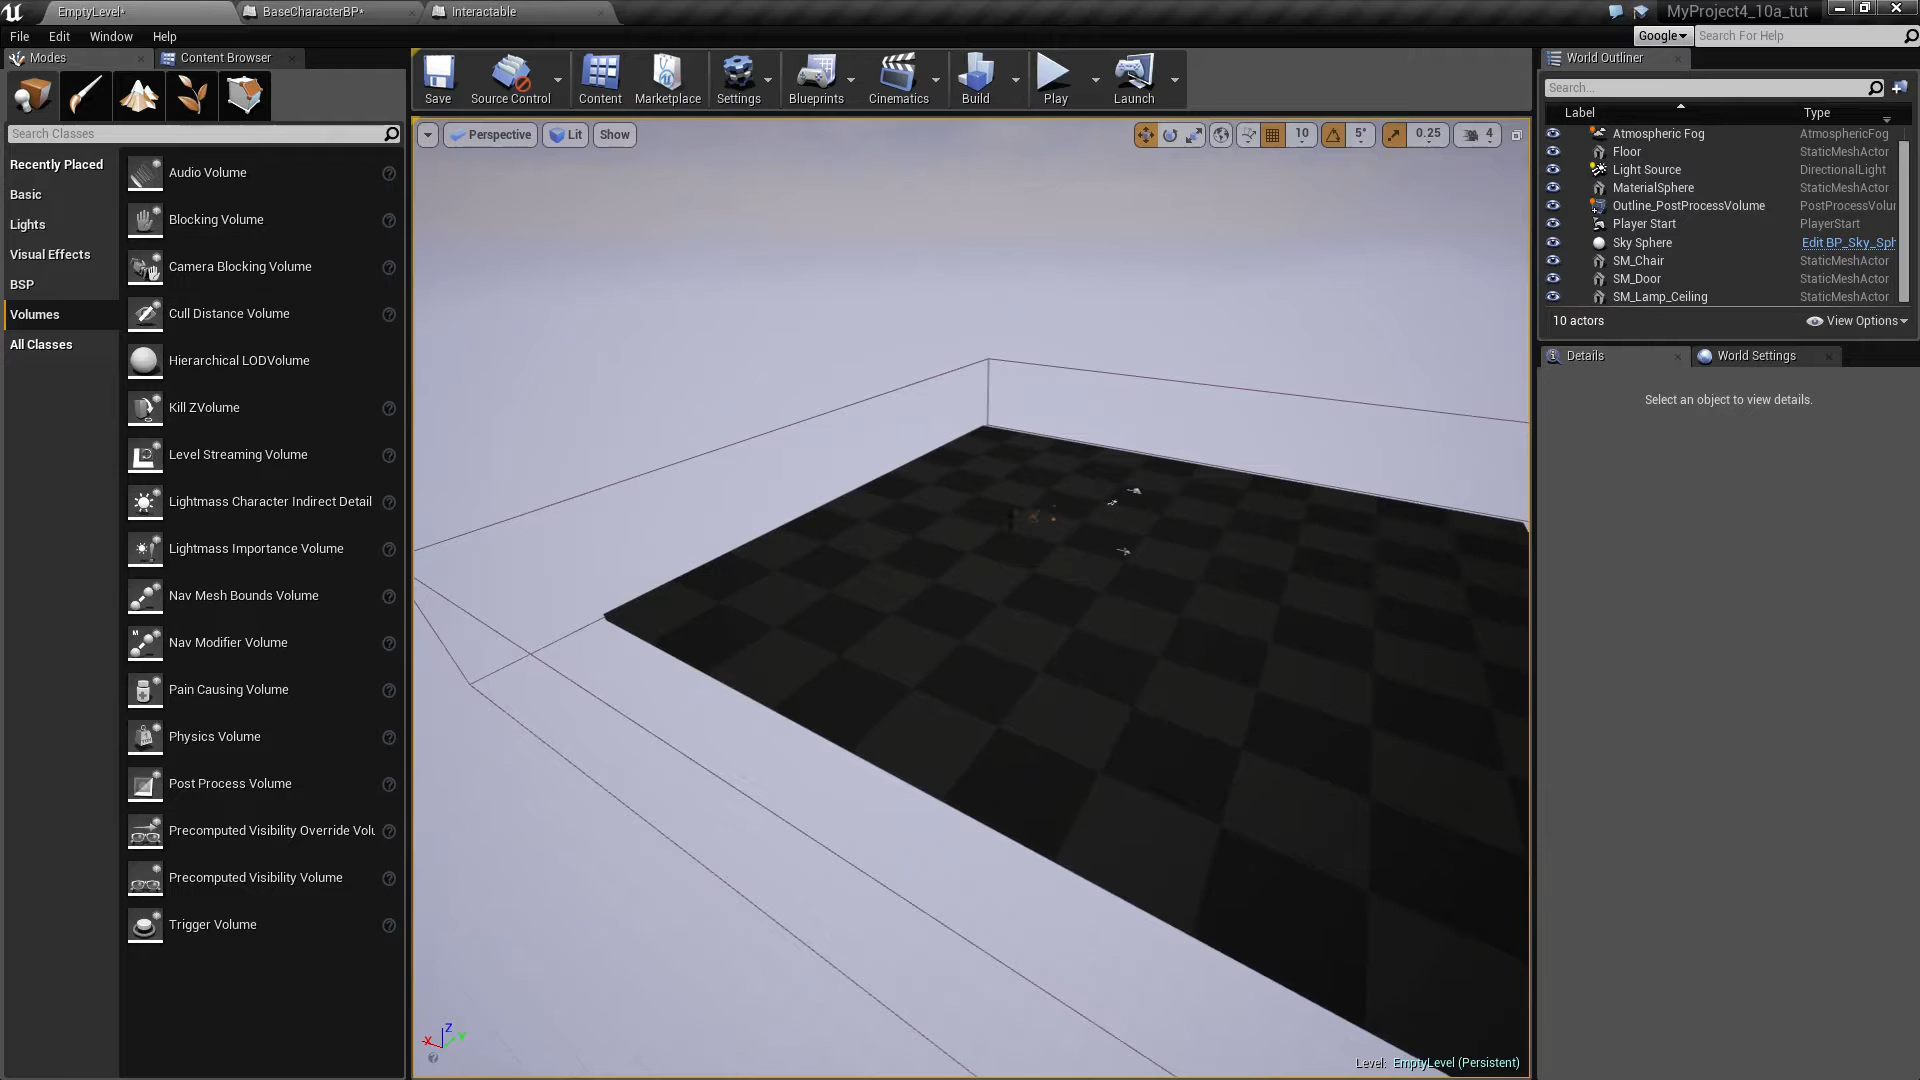 EmptyLevel*
BaseCharacterBP*
Interactable
MyProject4_10a_tut
File
Edit
Window
Help
Google
Search For Help
Modes
Content Browser
World Outliner
Save
Source Control
Content
Marketplace
Settings
Blueprints
Cinematics
Build
Play
Launch
Search...
Label
Type
Search Classes
Perspective
Lit
Show
10
5°
0.25
4
Atmospheric Fog
AtmosphericFog
Floor
StaticMeshActor
Light Source
DirectionalLight
MaterialSphere
StaticMeshActor
Outline_PostProcessVolume
PostProcessVolur
Player Start
PlayerStart
Sky Sphere
Edit BP_Sky_Sph
SM_Chair
StaticMeshActor
SM_Door
StaticMeshActor
SM_Lamp_Ceiling
StaticMeshActor
10 actors
View Options
Details
World Settings
Select an object to view details.
Recently Placed
Basic
Lights
Visual Effects
BSP
Volumes
All Classes
Audio Volume
Blocking Volume
Camera Blocking Volume
Cull Distance Volume
Hierarchical LODVolume
Kill ZVolume
Level Streaming Volume
Lightmass Character Indirect Detail
Lightmass Importance Volume
Nav Mesh Bounds Volume
Nav Modifier Volume
Pain Causing Volume
Physics Volume
Post Process Volume
Precomputed Visibility Override Volu
Precomputed Visibility Volume
Trigger Volume
X
Z
Y
Level: EmptyLevel (Persistent)